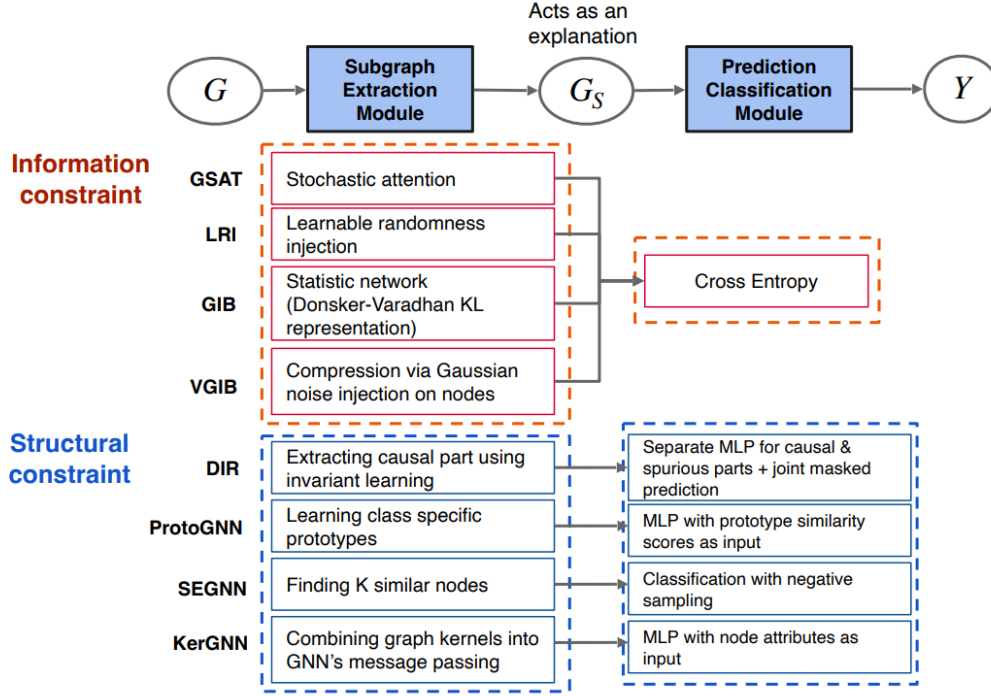 Acts as an
explanation
G
Subgraph
Extraction
Module
G_S
Prediction
Classification
Module
Y
Information
constraint
GSAT
Stochastic attention
LRI
Learnable randomness
injection
GIB
Statistic network
(Donsker-Varadhan KL
representation)
VGIB
Compression via Gaussian
noise injection on nodes
Cross Entropy
Structural
constraint
DIR
Extracting causal part using
invariant learning
Separate MLP for causal &
spurious parts + joint masked
prediction
ProtoGNN
Learning class specific
prototypes
MLP with prototype similarity
scores as input
SEGNN
Finding K similar nodes
Classification with negative
sampling
KerGNN
Combining graph kernels into
GNN's message passing
MLP with node attributes as
input